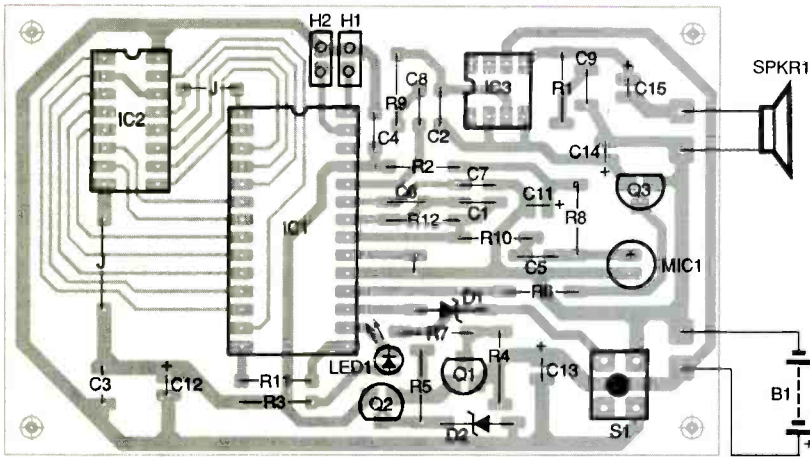 H2 H1
SPKR1
IC2
J
IC3
R1
C9
+
C15
R9
C8
C4
C2
C14
+
R2
C7
Q3
C6
C11
IC1
R12
C1
R8
R10
J
J
C5
+
MIC1
R6
D1
R7
LED1
R4
C3
+
C12
R11
R5
Q1
+
C13
B1
R3
Q2
D2
S1
+